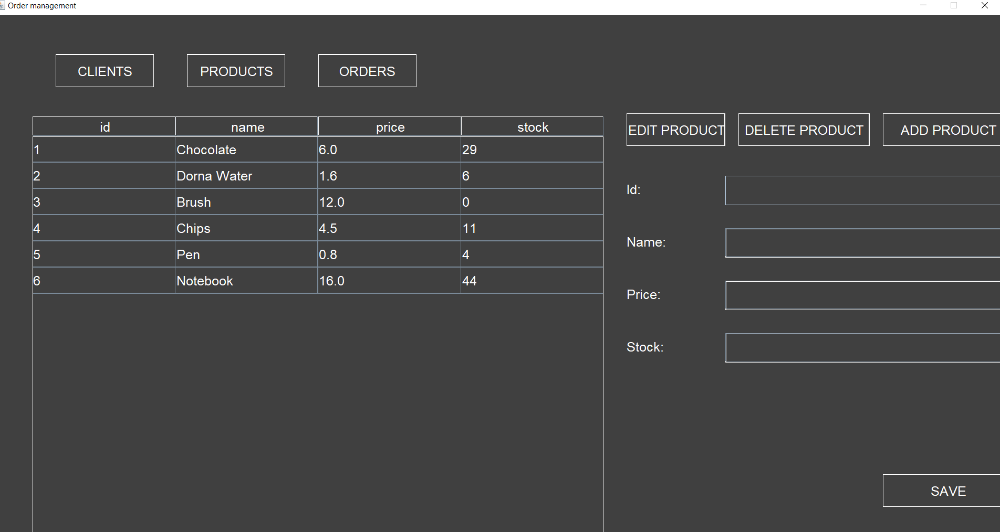 Order management
CLIENTS PRODUCTS ORDERS
id name price stock
1 Chocolate 6.0 29
2 Dorna Water 1.6 6
3 Brush 12.0 0
4 Chips 4.5 11
5 Pen 0.8 4
6 Notebook 16.0 44
EDIT PRODUCT DELETE PRODUCT ADD PRODUCT
Id:
Name:
Price:
Stock:
SAVE